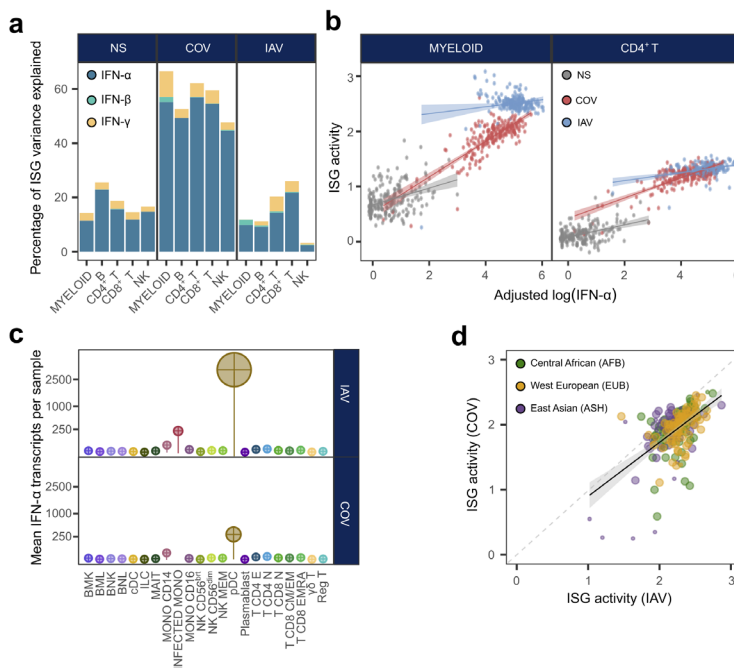 a
NS
COV
IAV
Percentage of ISG variance explained
60
40
20
0
IFN-α
IFN-β
IFN-γ
MYELOID
B
CD4⁺ T
CD8⁺ T
NK
MYELOID
B
CD4⁺ T
CD8⁺ T
NK
MYELOID
B
CD4⁺ T
CD8⁺ T
NK
b
MYELOID
CD4⁺ T
ISG activity
3
2
1
0
NS
COV
IAV
0 2 4 6 0 2 4 6
Adjusted log(IFN-α)
c
Mean IFN-α transcripts per sample
2500
1000
250
IAV
2500
1000
250
COV
BMK
BML
BNK
BNL
cDC
ILC
MAIT
MONO CD14
INFECTED MONO
MONO CD16
NK CD56brt
NK CD56dim
NK MEM
pDC
Plasmablast
T CD4 E
T CD4 N
T CD8 N
T CD8 CM/EM
T CD8 EMRA
γδ T
Reg T
d
Central African (AFB)
West European (EUB)
East Asian (ASH)
ISG activity (COV)
3
2
1
0
0 1 2 3
ISG activity (IAV)